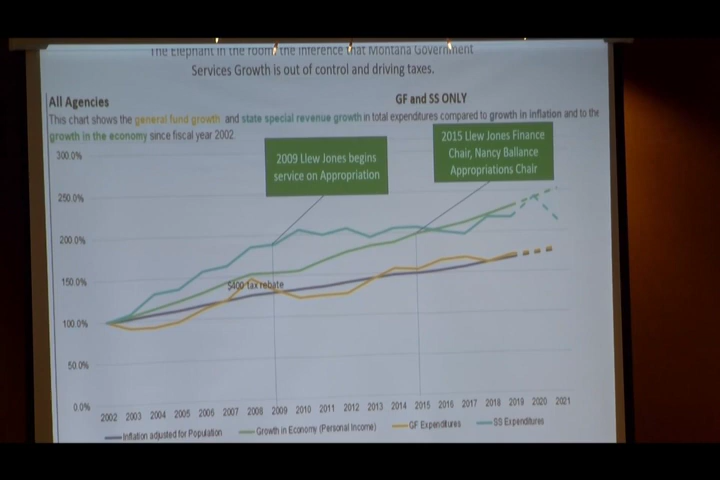 The Elephant in the room, the inference that Montana Government
Services Growth is out of control and driving taxes.
All Agencies
GF and SS ONLY
This chart shows the general fund growth and state special revenue growth in total expenditures compared to growth in inflation and to the
growth in the economy since fiscal year 2002.
2009 Llew Jones begins
service on Appropriation
2015 Llew Jones Finance
Chair, Nancy Ballance
Appropriations Chair
300.0%
250.0%
200.0%
150.0%
100.0%
50.0%
0.0%
$400 tax rebate
2002 2003 2004 2005 2006 2007 2008 2009 2010 2011 2012 2013 2014 2015 2016 2017 2018 2019 2020 2021
Inflation adjusted for Population Growth in Economy (Personal Income) GF Expenditures SS Expenditures